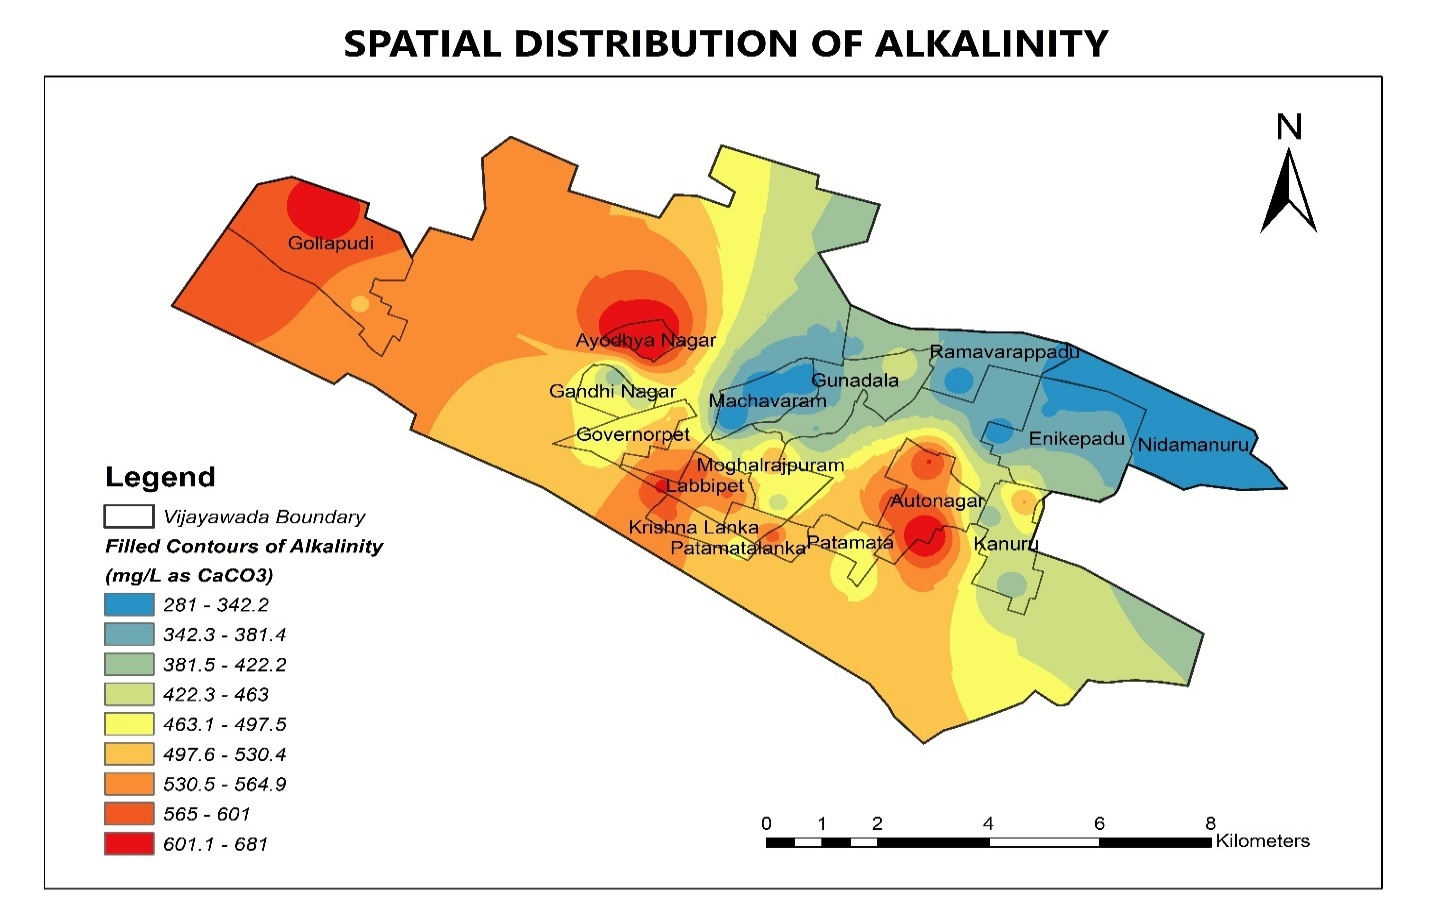 SPATIAL DISTRIBUTION OF ALKALINITY
N
Gollapudi
Ayodhya Nagar
Ramavarappadu
Gandhi Nagar
Gunadala
Machavaram
Governorpet
Enikepadu
Nidamanuru
Moghalrajpuram
Labbipet
Autonagar
Krishna Lanka
Patamatalanka
Patamata
Kanuru
Legend
Vijayawada Boundary
Filled Contours of Alkalinity
(mg/L as CaCO3)
281 - 342.2
342.3 - 381.4
381.5 - 422.2
422.3 - 463
463.1 - 497.5
497.6 - 530.4
530.5 - 564.9
565 - 601
601.1 - 681
0 1 2 4 6 8
Kilometers